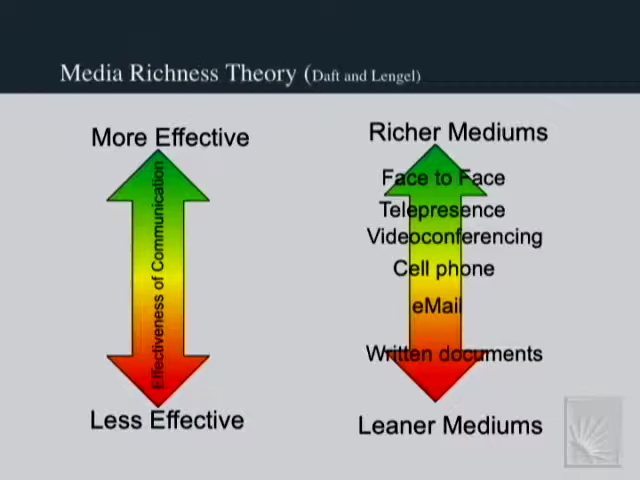 Media Richness Theory (Daft and Lengel)
More Effective
Effectiveness of Communication
Less Effective
Richer Mediums
Face to Face
Telepresence
Videoconferencing
Cell phone
eMail
Written documents
Leaner Mediums